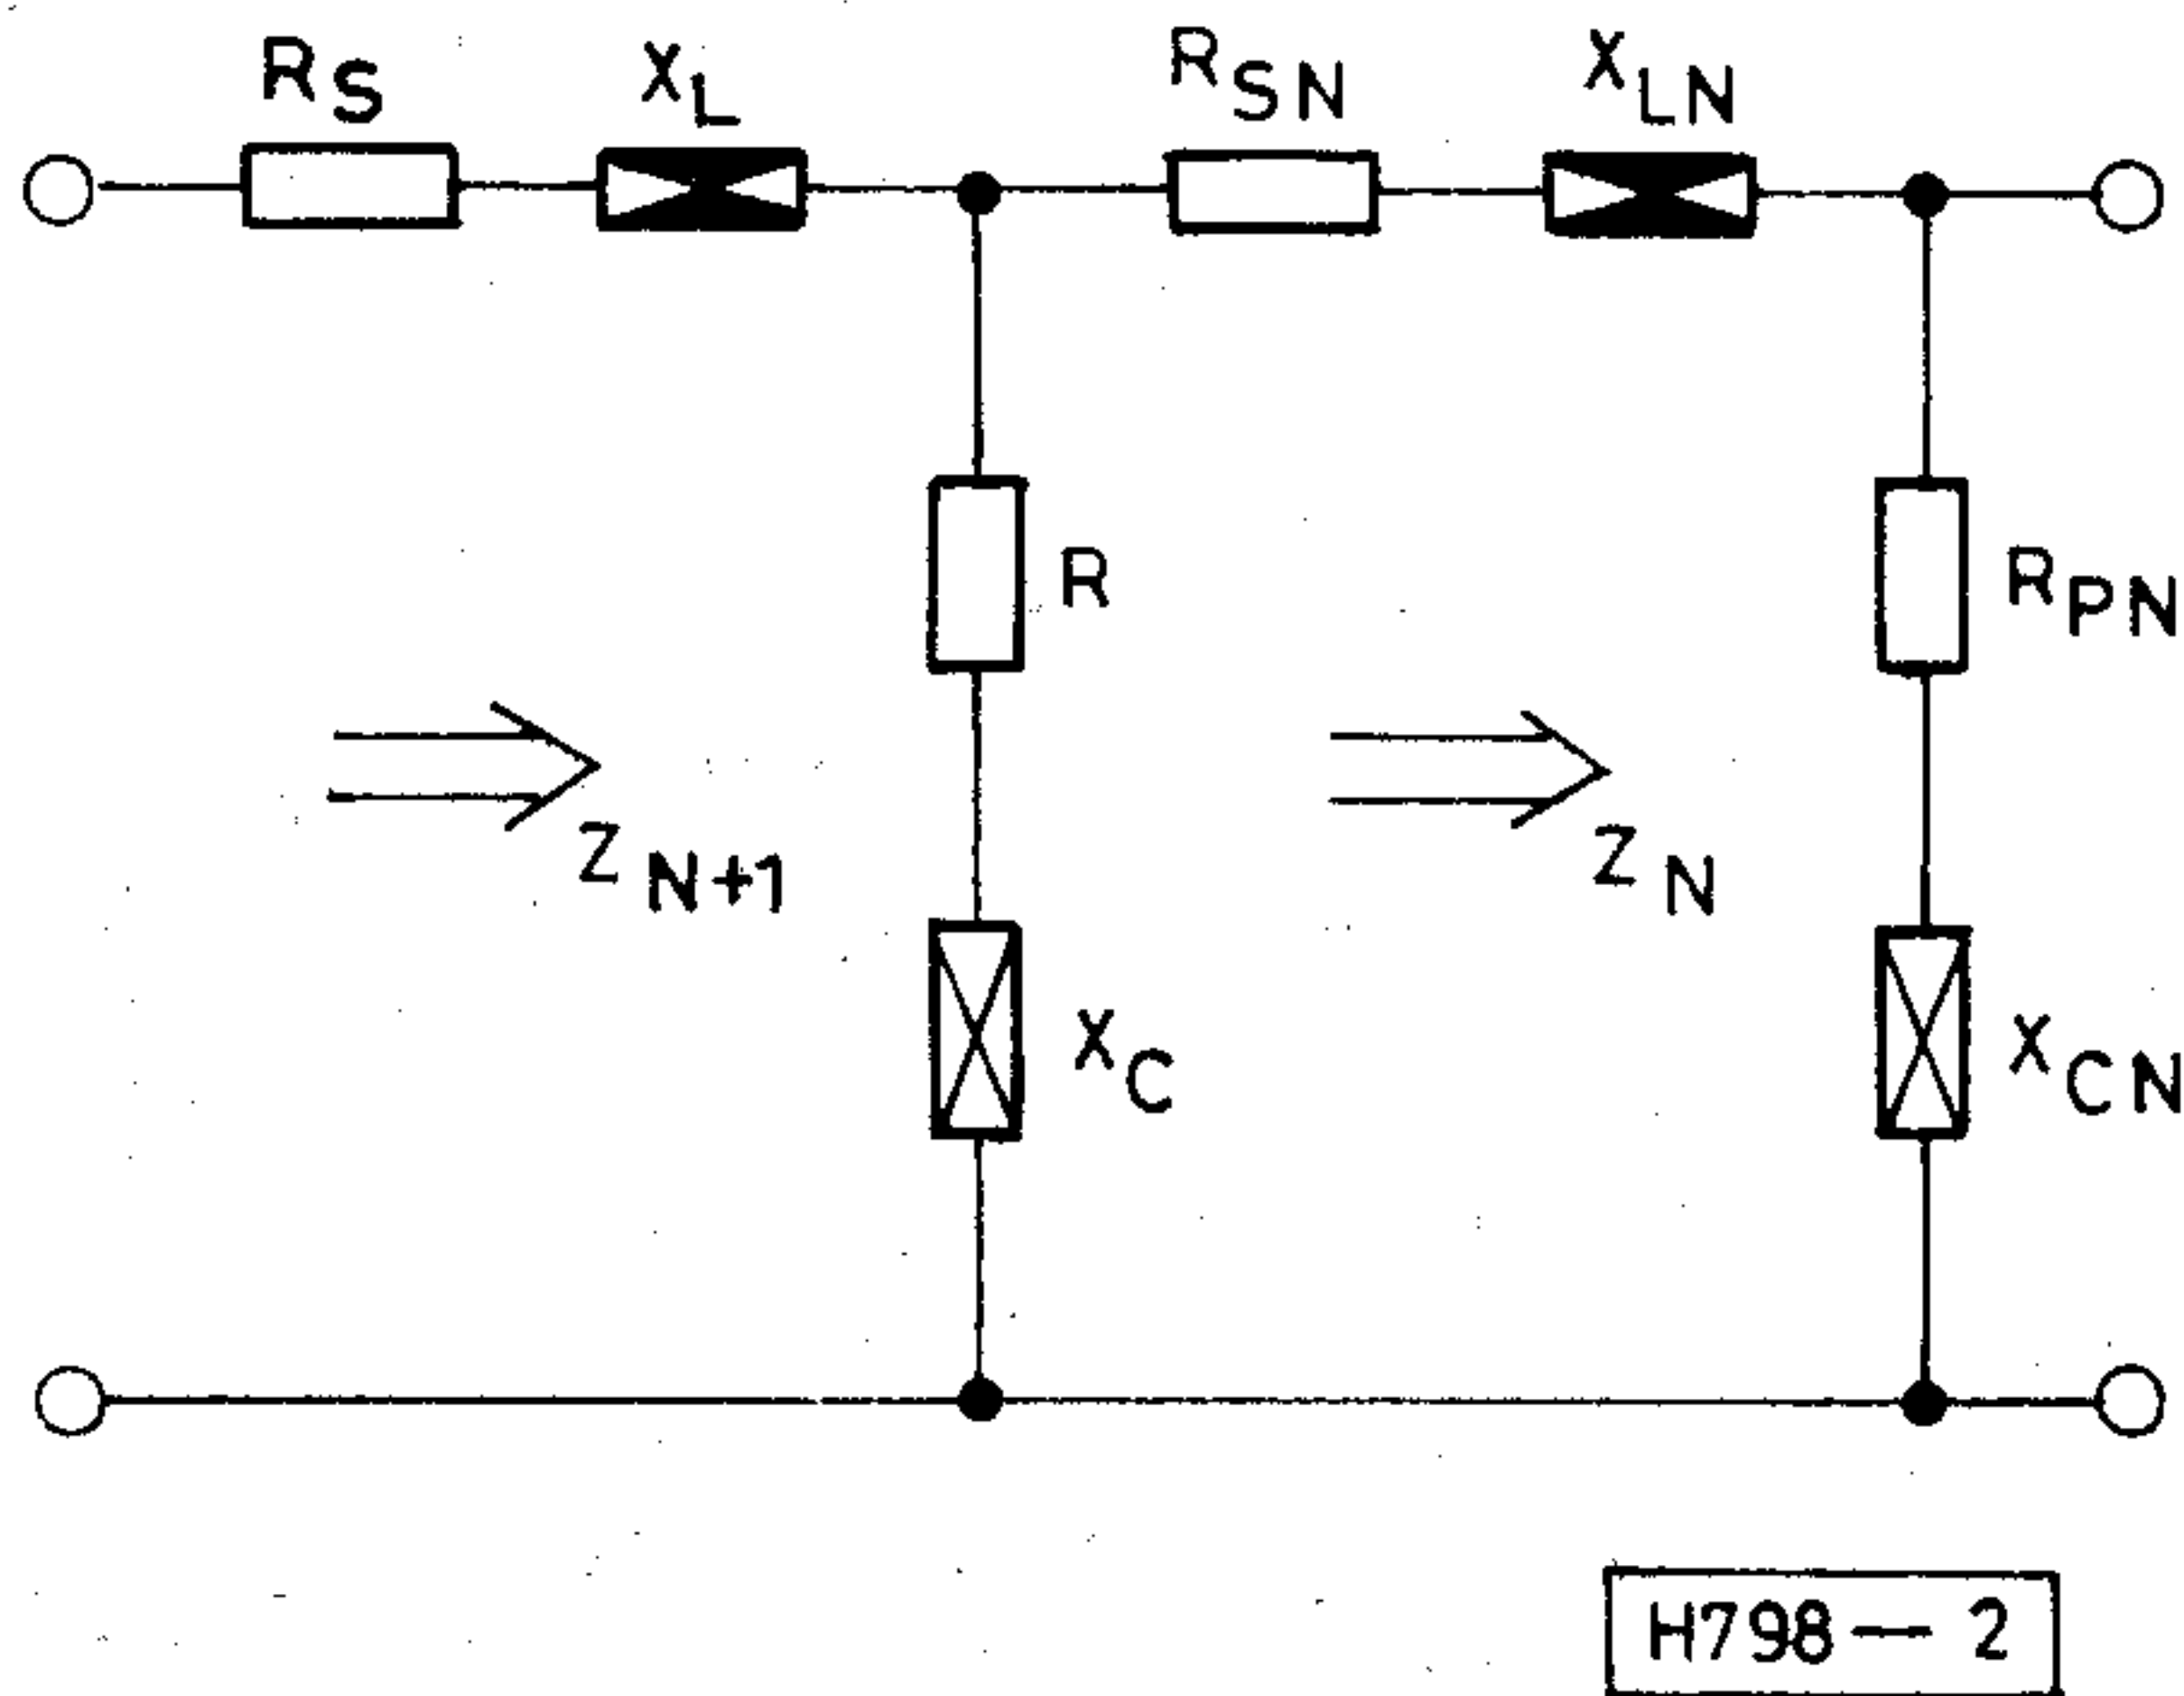 RS
XL
RSN
XLN
R
RPN
ZN+1
ZN
XC
XCN
H798— 2